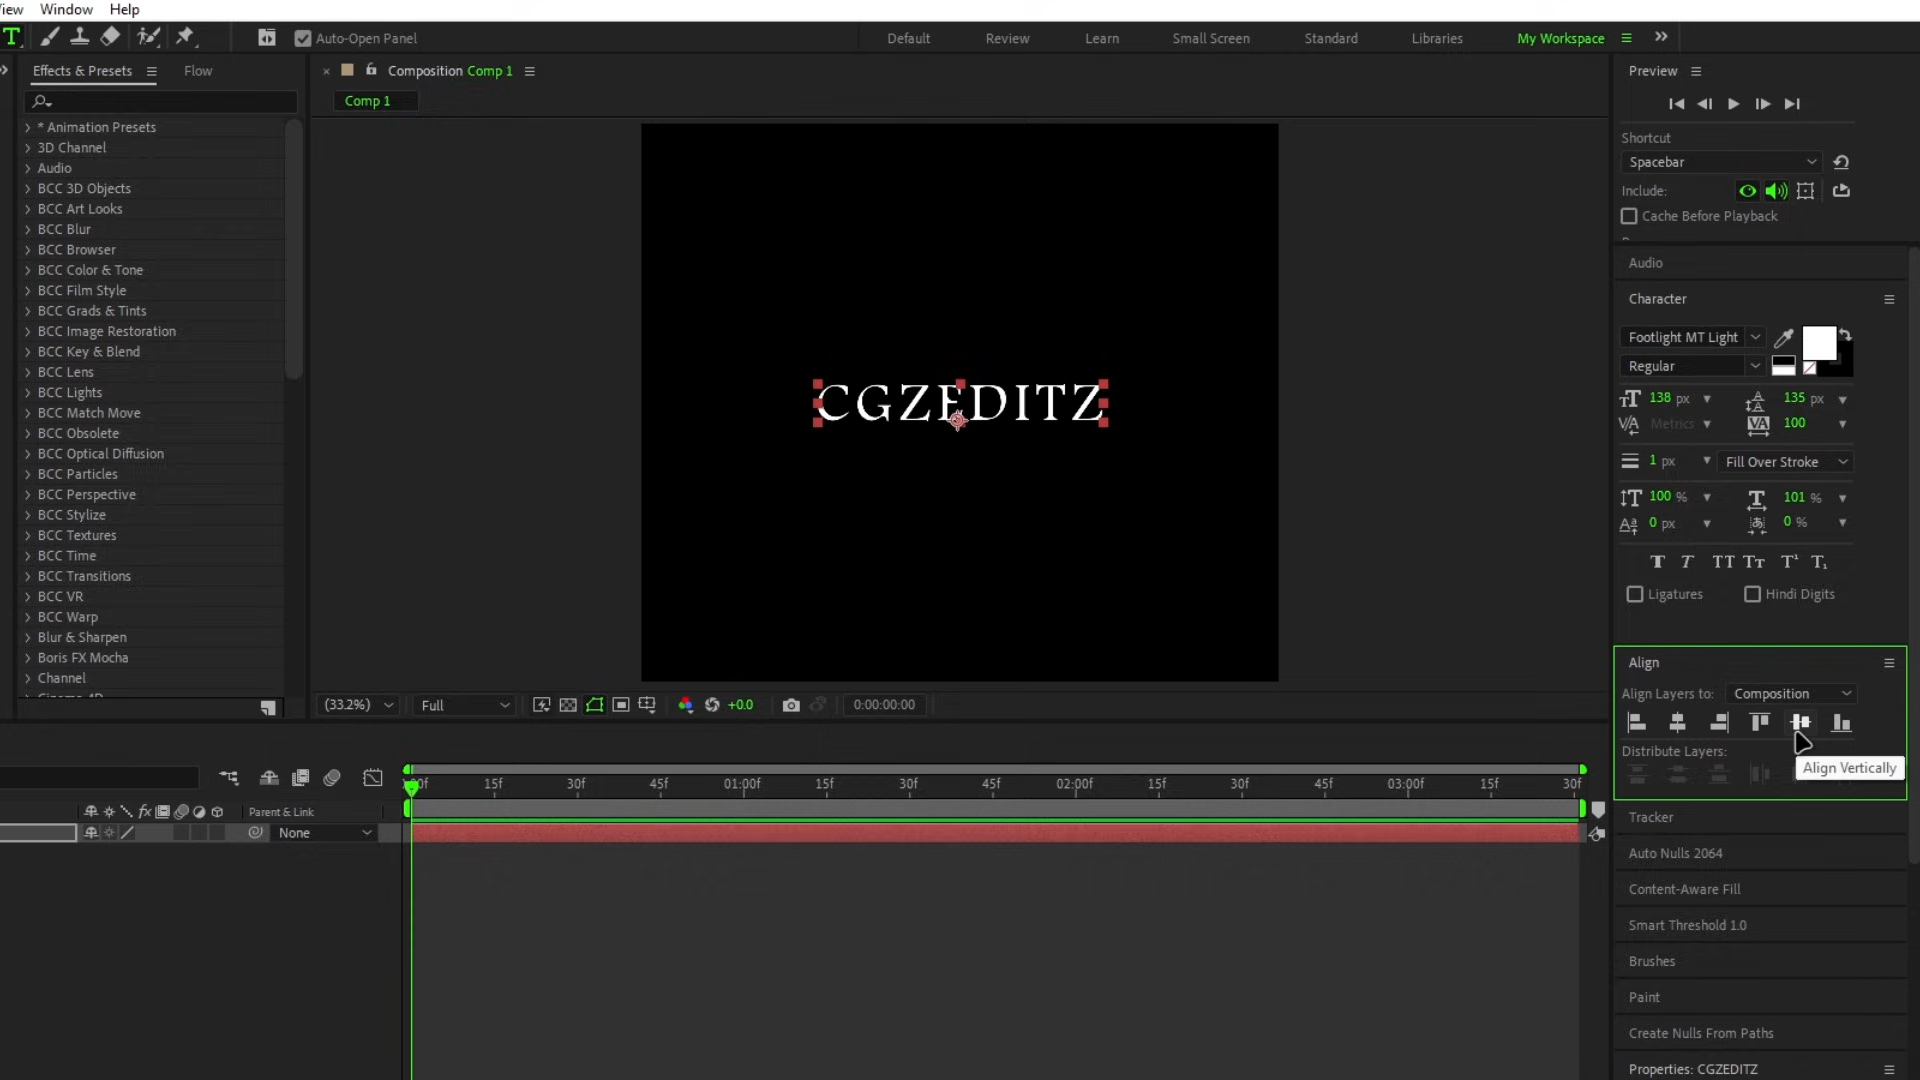 View Window Help
Auto-Open Panel
Default Review Learn Small Screen Standard Libraries My Workspace
Effects & Presets Flow
* Animation Presets
3D Channel
Audio
BCC 3D Objects
BCC Art Looks
BCC Blur
BCC Browser
BCC Color & Tone
BCC Film Style
BCC Grads & Tints
BCC Image Restoration
BCC Key & Blend
BCC Lens
BCC Lights
BCC Match Move
BCC Obsolete
BCC Optical Diffusion
BCC Particles
BCC Perspective
BCC Stylize
BCC Textures
BCC Time
BCC Transitions
BCC VR
BCC Warp
Blur & Sharpen
Boris FX Mocha
Channel
Cinema 4D
Composition Comp 1
Comp 1
CGZEDITZ
(33.2%) Full +0.0 0:00:00:00
Preview
Shortcut
Spacebar
Include:
Cache Before Playback
Audio
Character
Footlight MT Light
Regular
138 px 135 px
Metrics 100
1 px Fill Over Stroke
100 % 101 %
0 px 0 %
Ligatures Hindi Digits
Align
Align Layers to: Composition
Distribute Layers:
Align Vertically
Tracker
Auto Nulls 2064
Content-Aware Fill
Smart Threshold 1.0
Brushes
Paint
Create Nulls From Paths
Properties: CGZEDITZ
:00f 15f 30f 45f 01:00f 15f 30f 45f 02:00f 15f 30f 45f 03:00f 15f 30f
fx Parent & Link
None